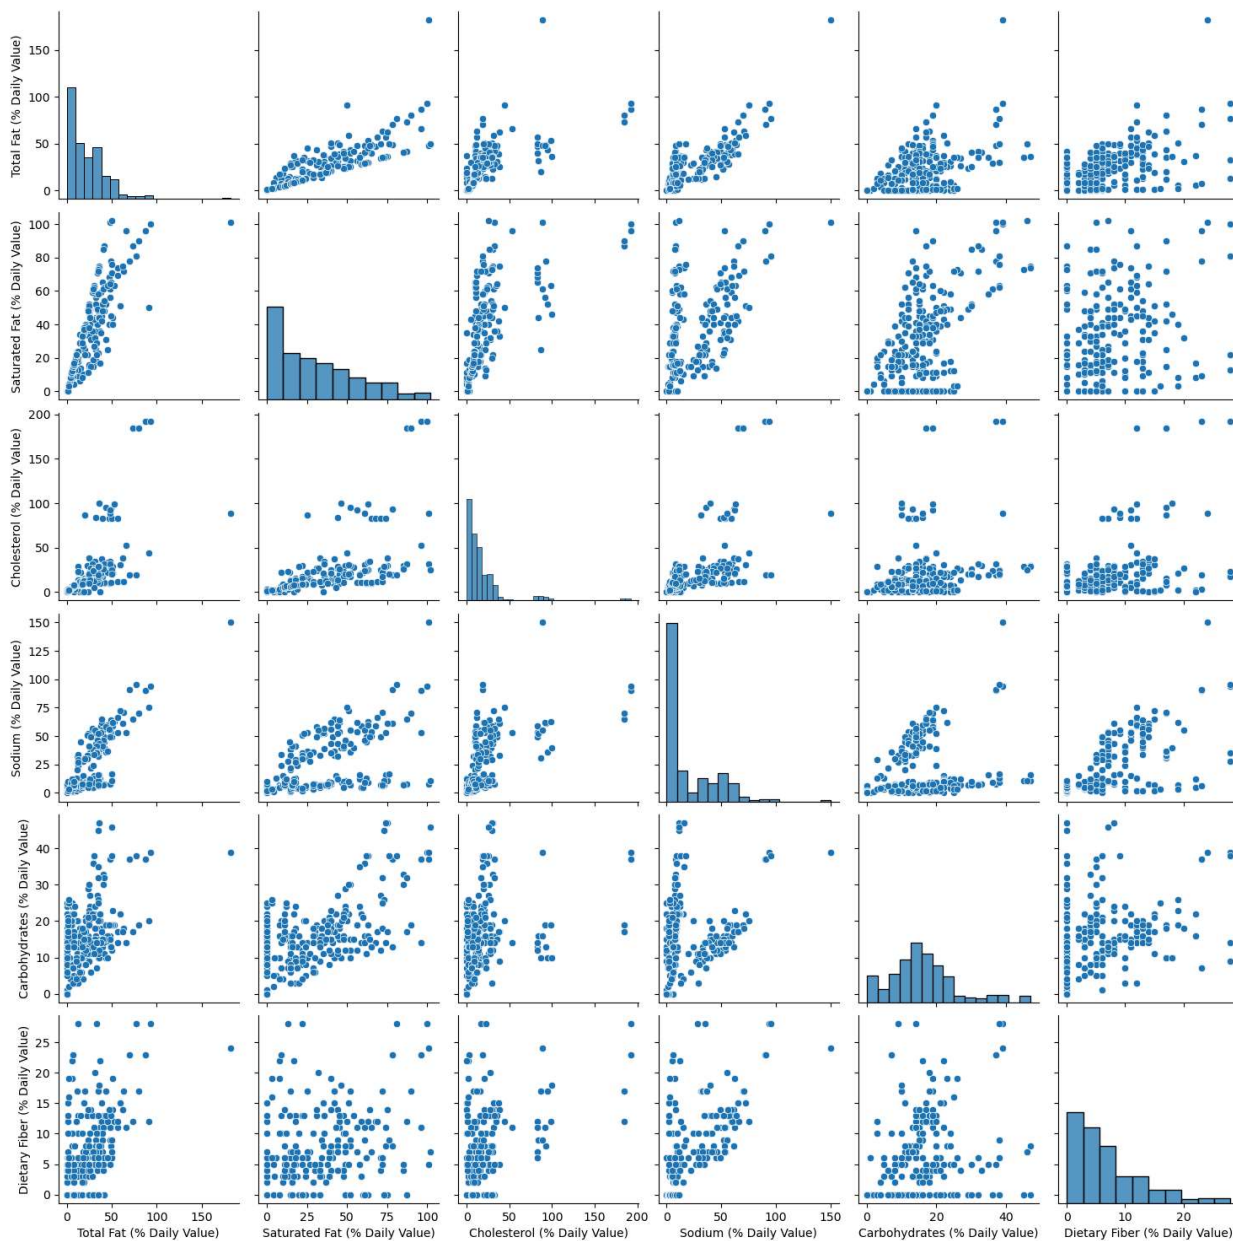 Total Fat (% Daily Value)
150
100
50
0
Saturated Fat (% Daily Value)
100
80
60
40
20
0
Cholesterol (% Daily Value)
200
150
100
50
0
Sodium (% Daily Value)
150
125
100
75
50
25
0
Carbohydrates (% Daily Value)
40
30
20
10
0
Dietary Fiber (% Daily Value)
25
20
15
10
5
0
0 100
0 25 50 75 100
0 50 100 150 200
0 50 100 150
0 20 40
0 10 20
Total Fat (% Daily Value)
Saturated Fat (% Daily Value)
Cholesterol (% Daily Value)
Sodium (% Daily Value)
Carbohydrates (% Daily Value)
Dietary Fiber (% Daily Value)